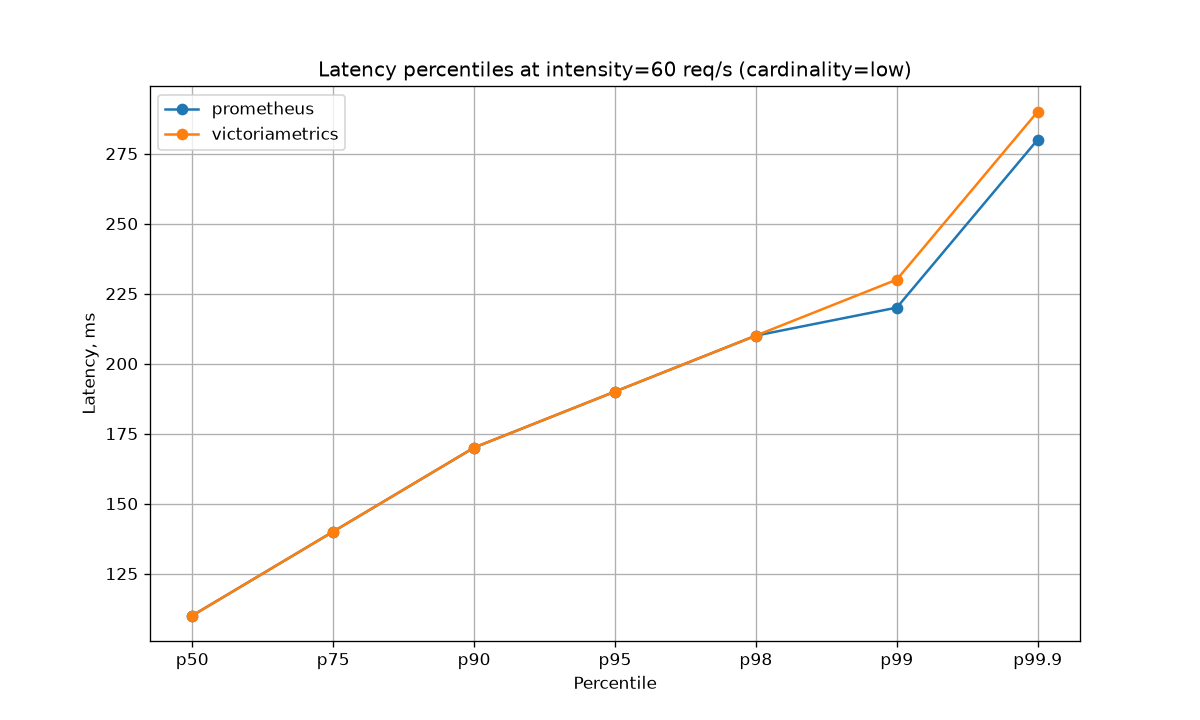 Latency percentiles at intensity=60 req/s (cardinality=low)
prometheus
victoriametrics
275
250
225
200
175
150
125
Latency, ms
p50 p75 p90 p95 p98 p99 p99.9
Percentile